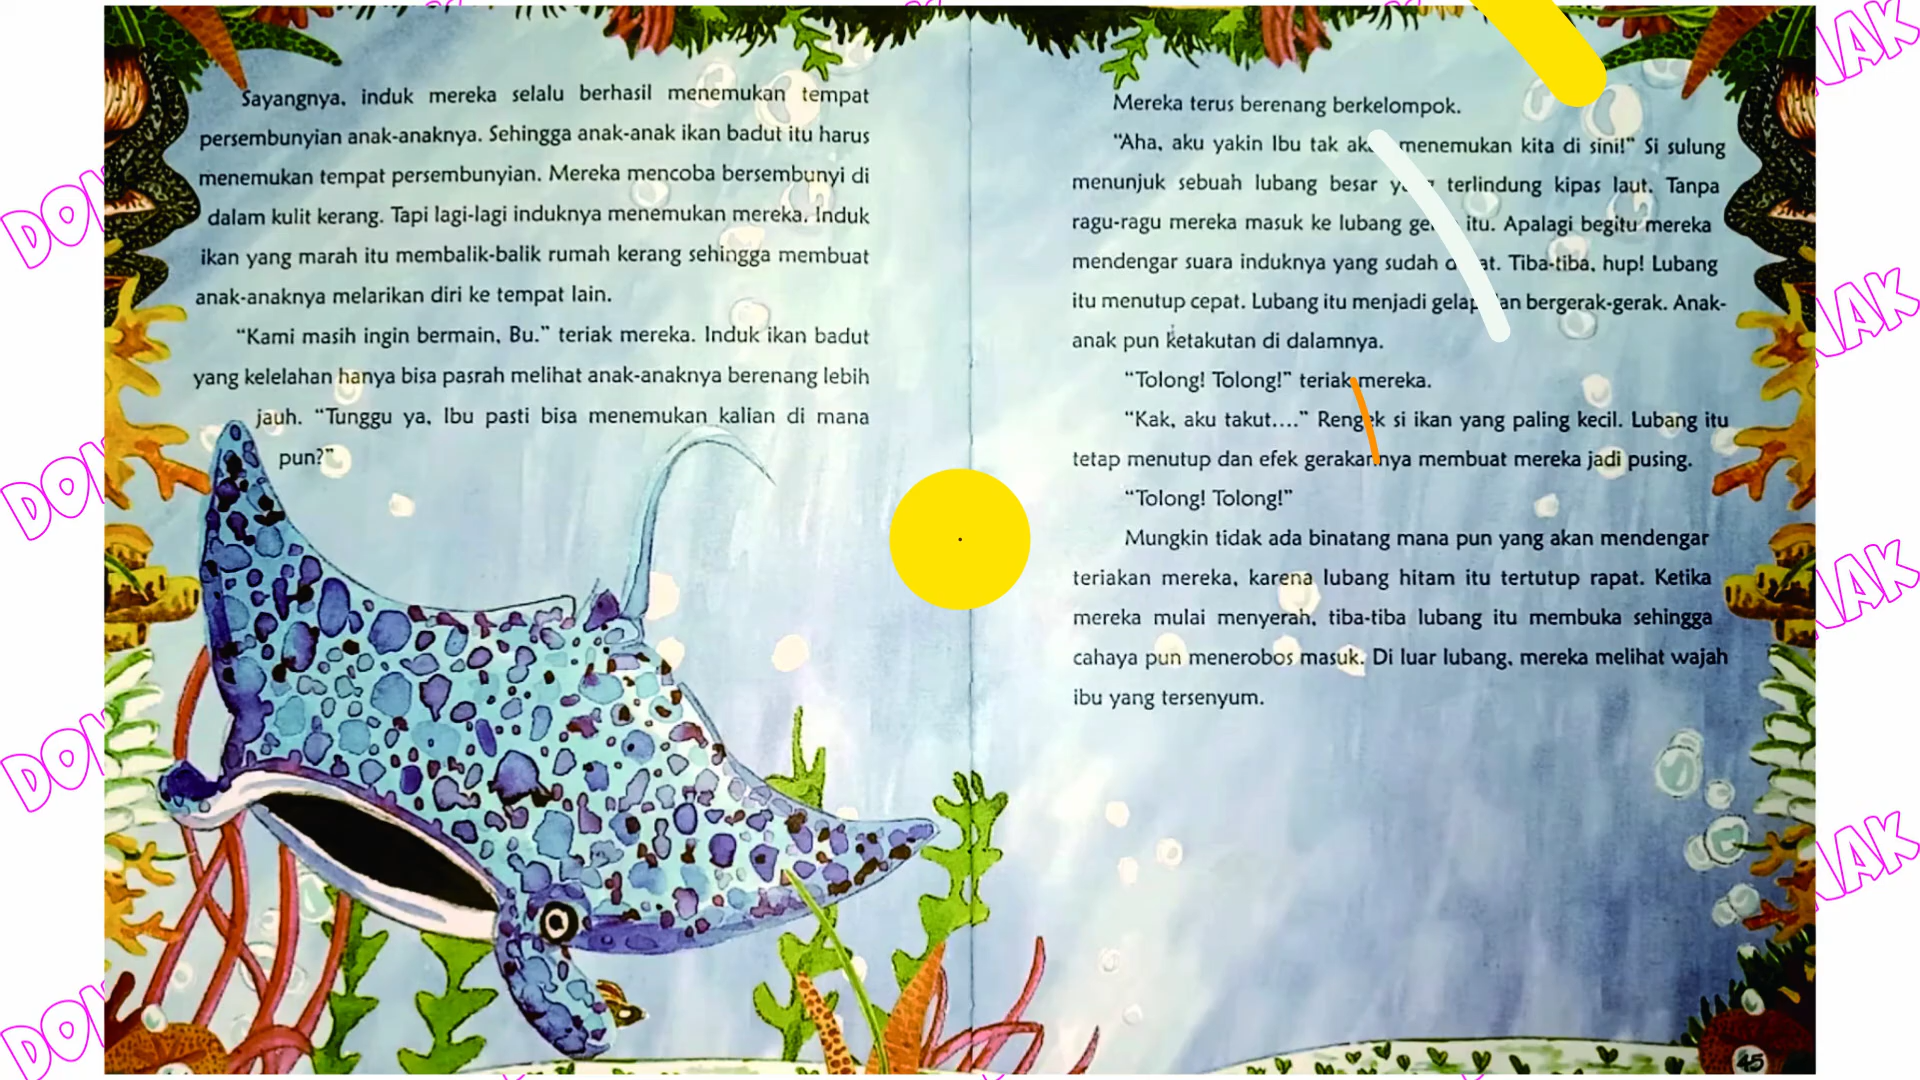 Sayangnya, induk mereka selalu berhasil menemukan tempat
persembunyian anak-anaknya. Sehingga anak-anak ikan badut itu harus
menemukan tempat persembunyian. Mereka mencoba bersembunyi di
dalam kulit kerang. Tapi lagi-lagi induknya menemukan mereka. Induk
ikan yang marah itu membalik-balik rumah kerang sehingga membuat
anak-anaknya melarikan diri ke tempat lain.
“Kami masih ingin bermain, Bu.” teriak mereka. Induk ikan badut
yang kelelahan hanya bisa pasrah melihat anak-anaknya berenang lebih
jauh. “Tunggu ya, Ibu pasti bisa menemukan kalian di mana
pun?”
Mereka terus berenang berkelompok.
“Aha, aku yakin Ibu tak menemukan kita di sini!” Si sulung
menunjuk sebuah lubang besar terlindung kipas laut. Tanpa
ragu-ragu mereka masuk ke lubang itu. Apalagi begitu mereka
mendengar suara induknya yang sudah Tiba-tiba, hup! Lubang
itu menutup cepat. Lubang itu menjadi bergerak-gerak. Anak-
anak pun ketakutan di dalamnya.
“Tolong! Tolong!” teriak mereka.
“Kak, aku takut....” Rengek si ikan yang paling kecil. Lubang itu
tetap menutup dan efek gerakannya membuat mereka jadi pusing.
“Tolong! Tolong!”
Mungkin tidak ada binatang mana pun yang akan mendengar
teriakan mereka, karena lubang hitam itu tertutup rapat. Ketika
mereka mulai menyerah, tiba-tiba lubang itu membuka sehingga
cahaya pun menerobos masuk. Di luar lubang, mereka melihat wajah
ibu yang tersenyum.
45